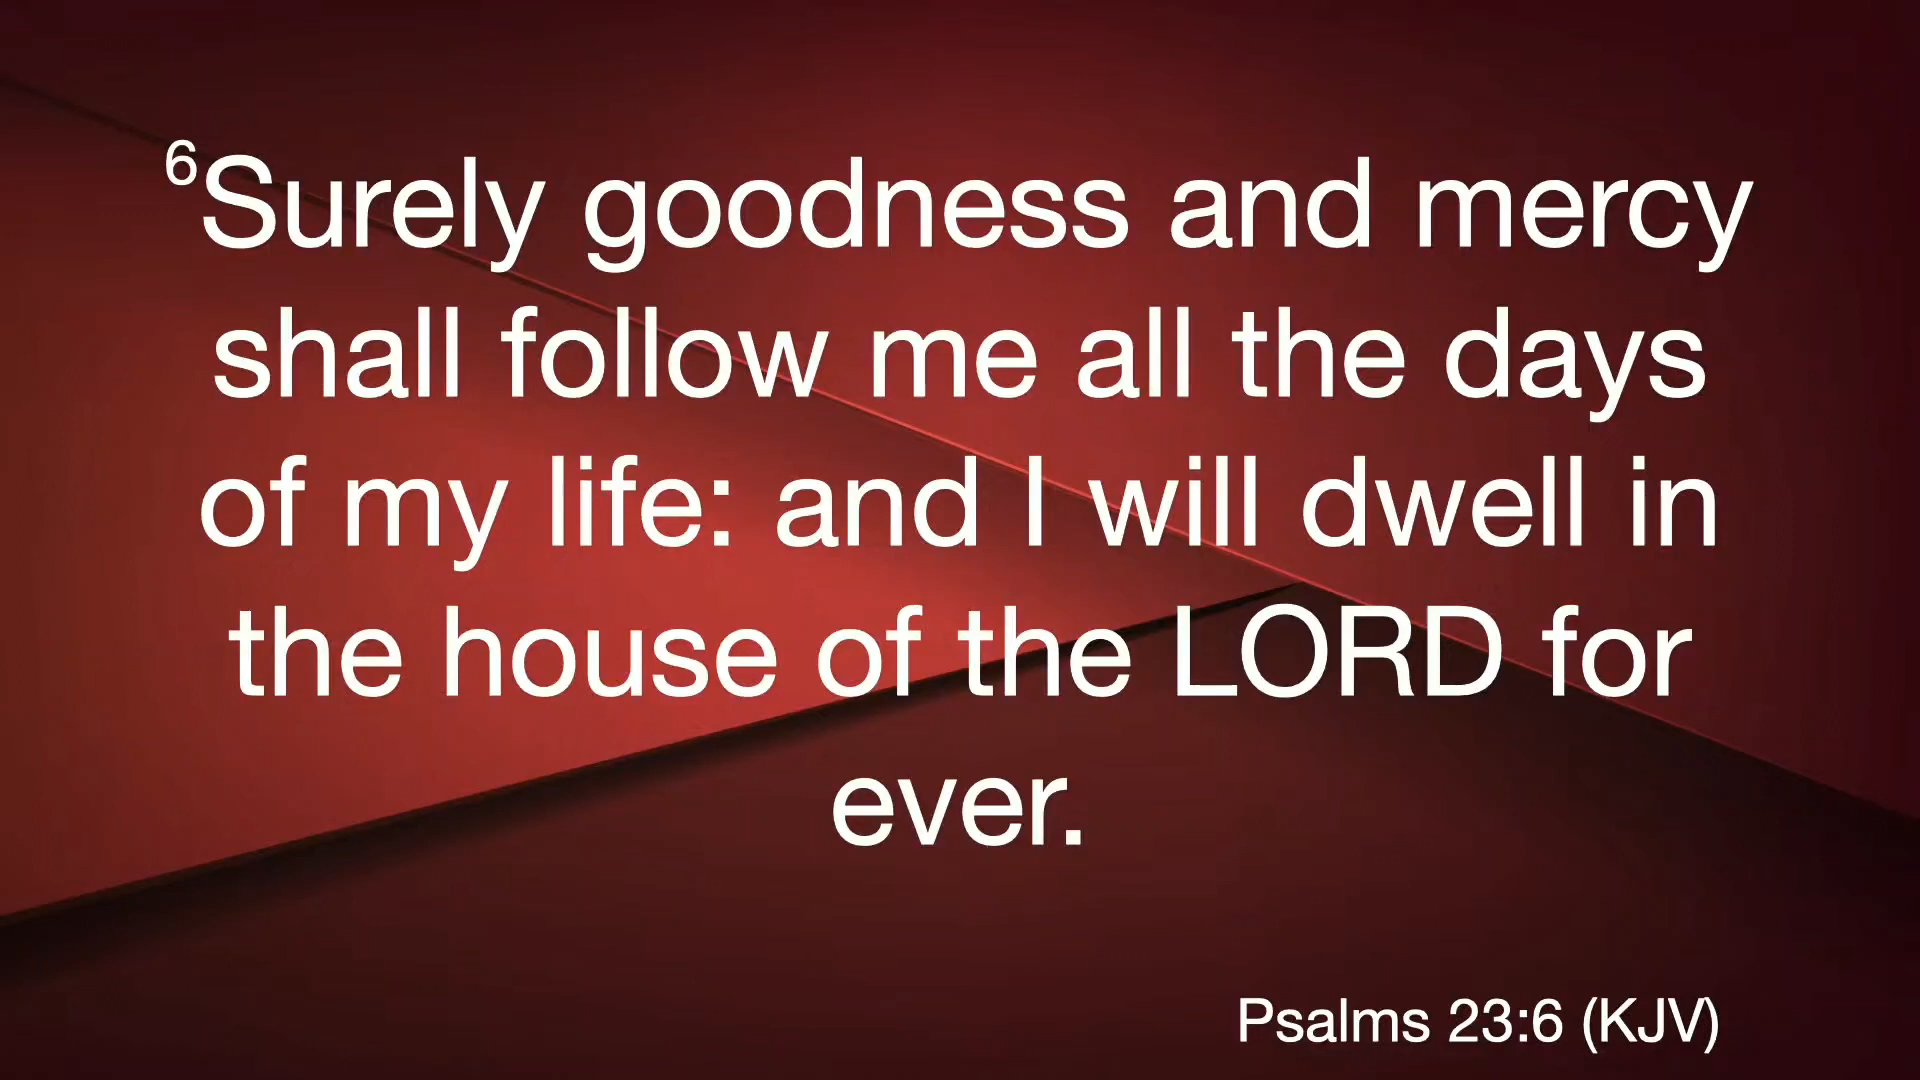 6Surely goodness and mercy
shall follow me all the days
of my life: and I will dwell in
the house of the LORD for
ever.
Psalms 23:6 (KJV)